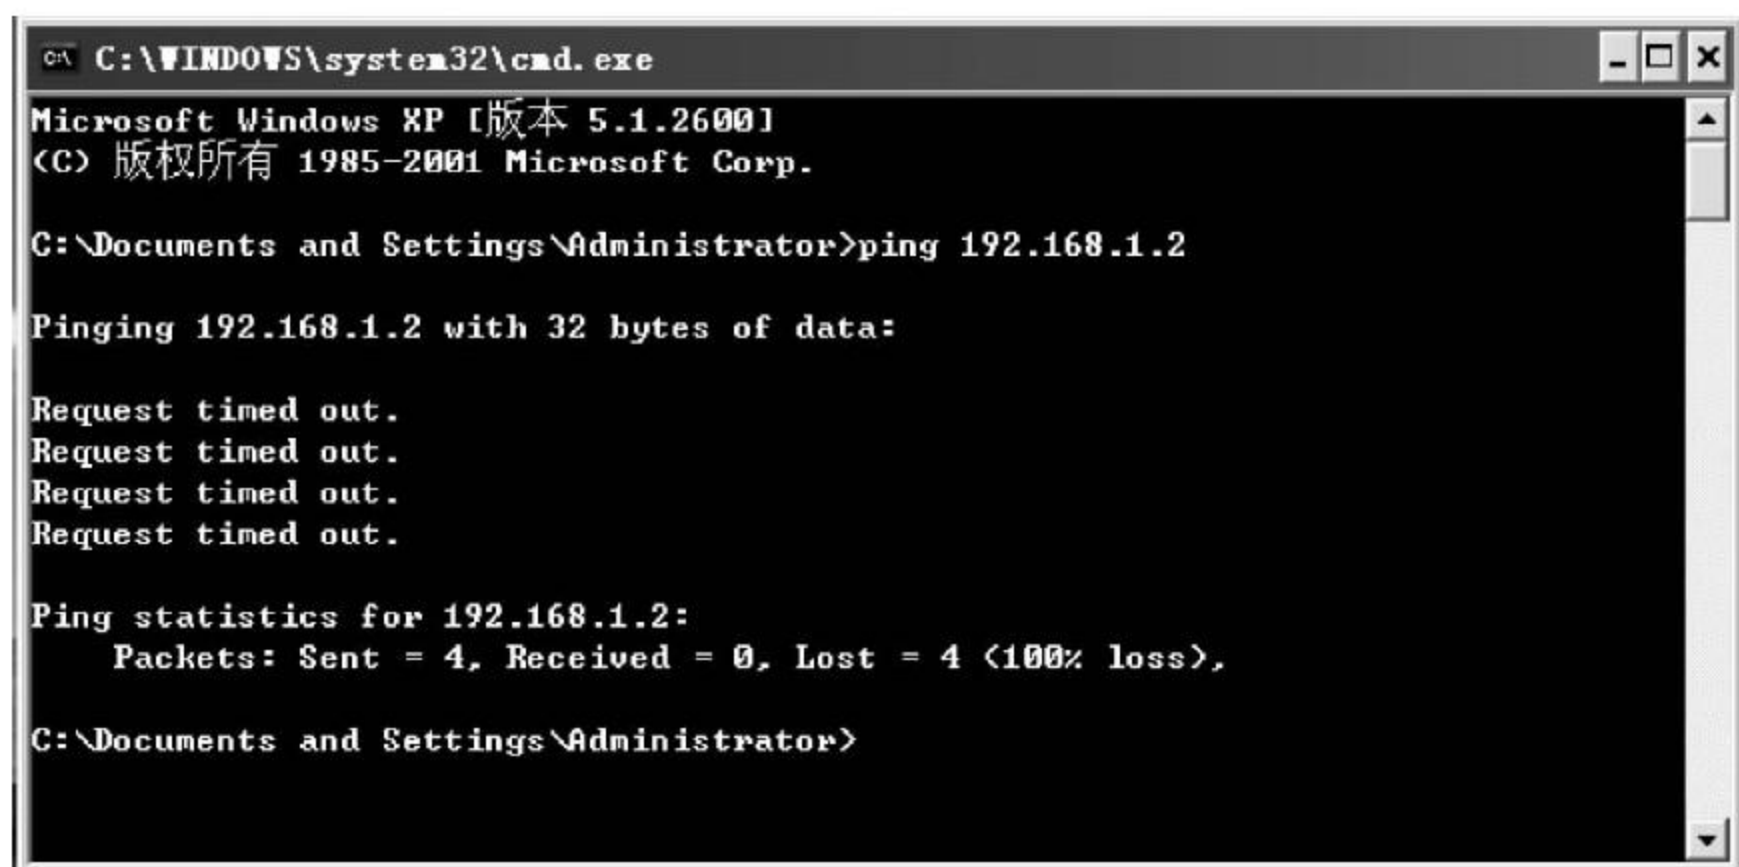 C:\WINDOWS\system32\cmd.exe
Microsoft Windows XP [版本 5.1.2600]
(C) 版权所有 1985-2001 Microsoft Corp.
C:\Documents and Settings\Administrator>ping 192.168.1.2
Pinging 192.168.1.2 with 32 bytes of data:
Request timed out.
Request timed out.
Request timed out.
Request timed out.
Ping statistics for 192.168.1.2:
    Packets: Sent = 4, Received = 0, Lost = 4 (100% loss),
C:\Documents and Settings\Administrator>